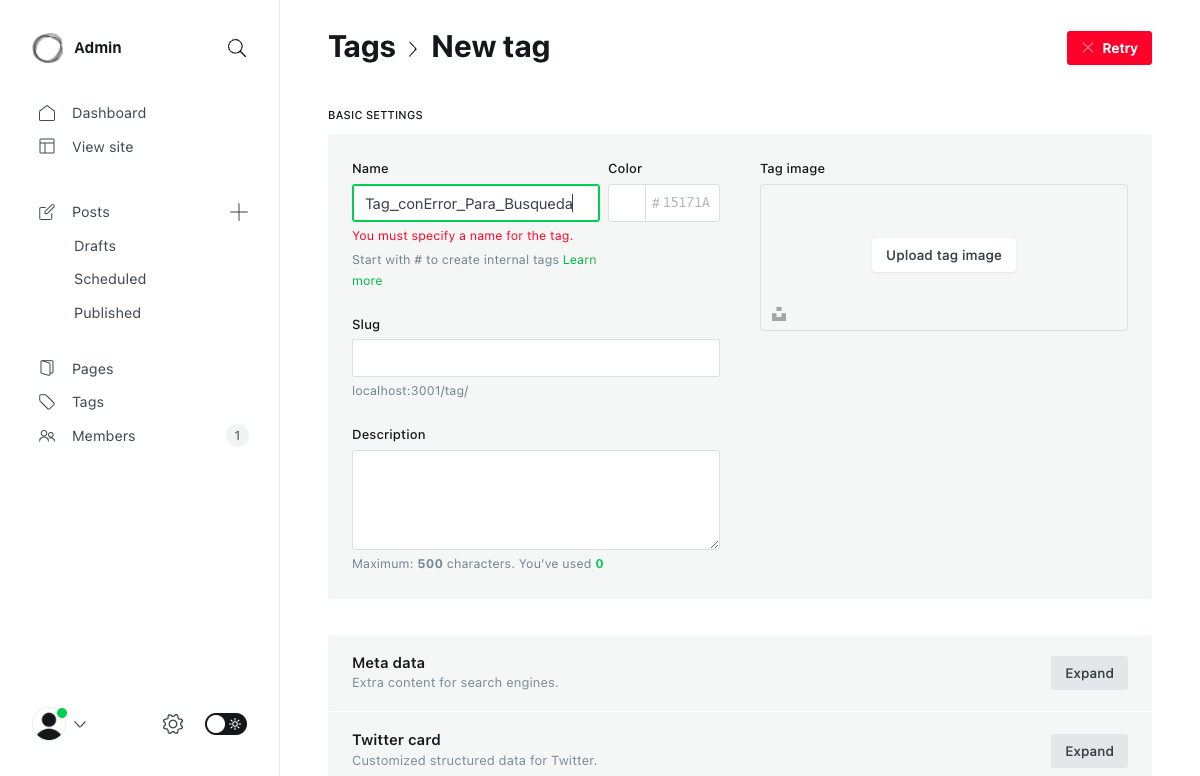 Admin
Dashboard
View site
Posts
Drafts
Scheduled
Published
Pages
Tags
Members 1
Tags New tag
Retry
BASIC SETTINGS
Name
Tag_conError_Para_Busqueda
You must specify a name for the tag.
Start with # to create internal tags Learn
more
Color
# 15171A
Tag image
Upload tag image
Slug
localhost:3001/tag/
Description
Maximum: 500 characters. You’ve used 0
Meta data
Extra content for search engines.
Expand
Twitter card
Customized structured data for Twitter.
Expand